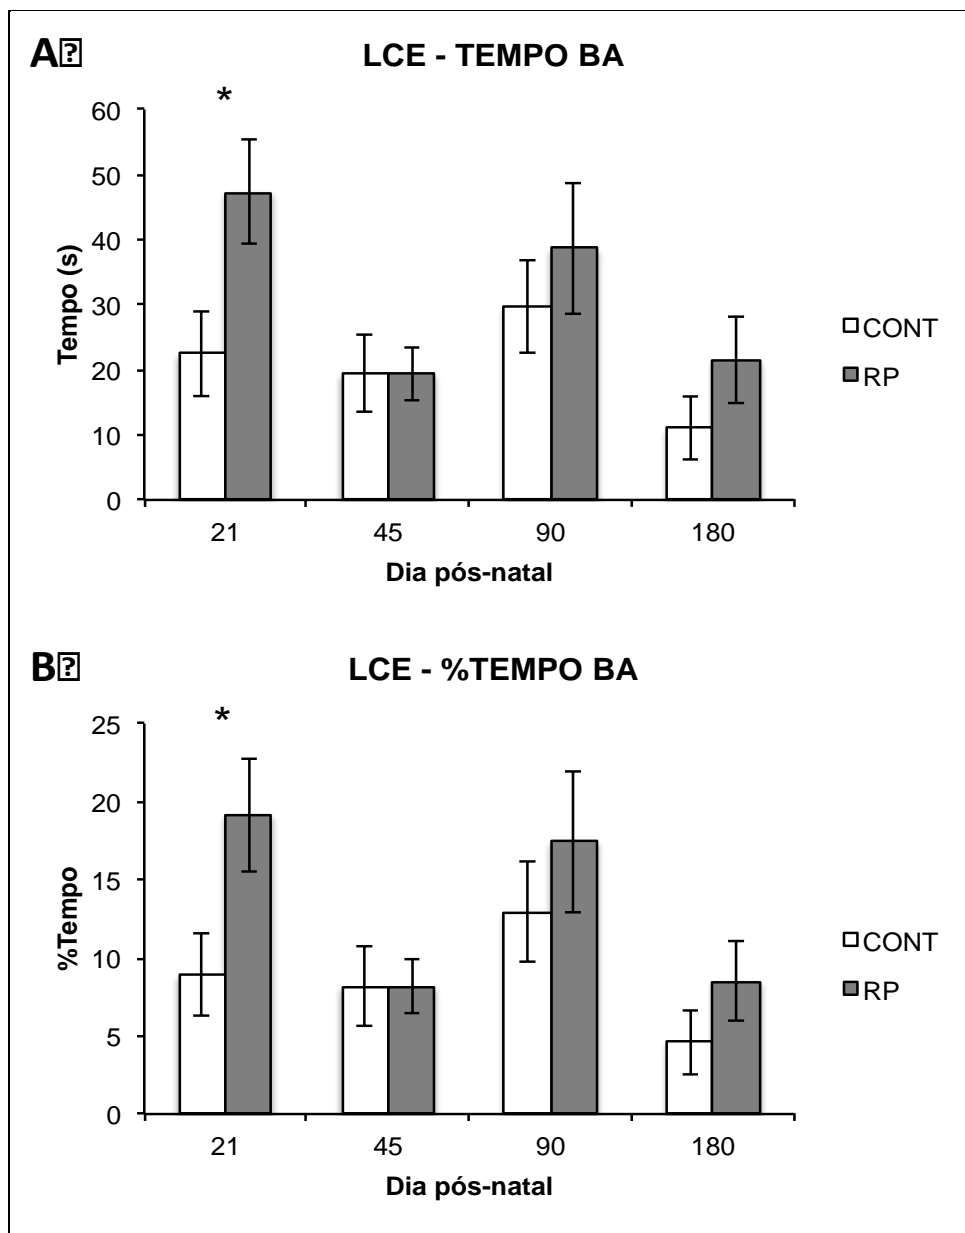 A⍰ LCE - TEMPO BA
*
60
50
40
30
20
10
0
Tempo (s)
21 45 90 180
Dia pós-natal
CONT
RP
B⍰ LCE - %TEMPO BA
*
25
20
15
10
5
0
%Tempo
21 45 90 180
Dia pós-natal
CONT
RP